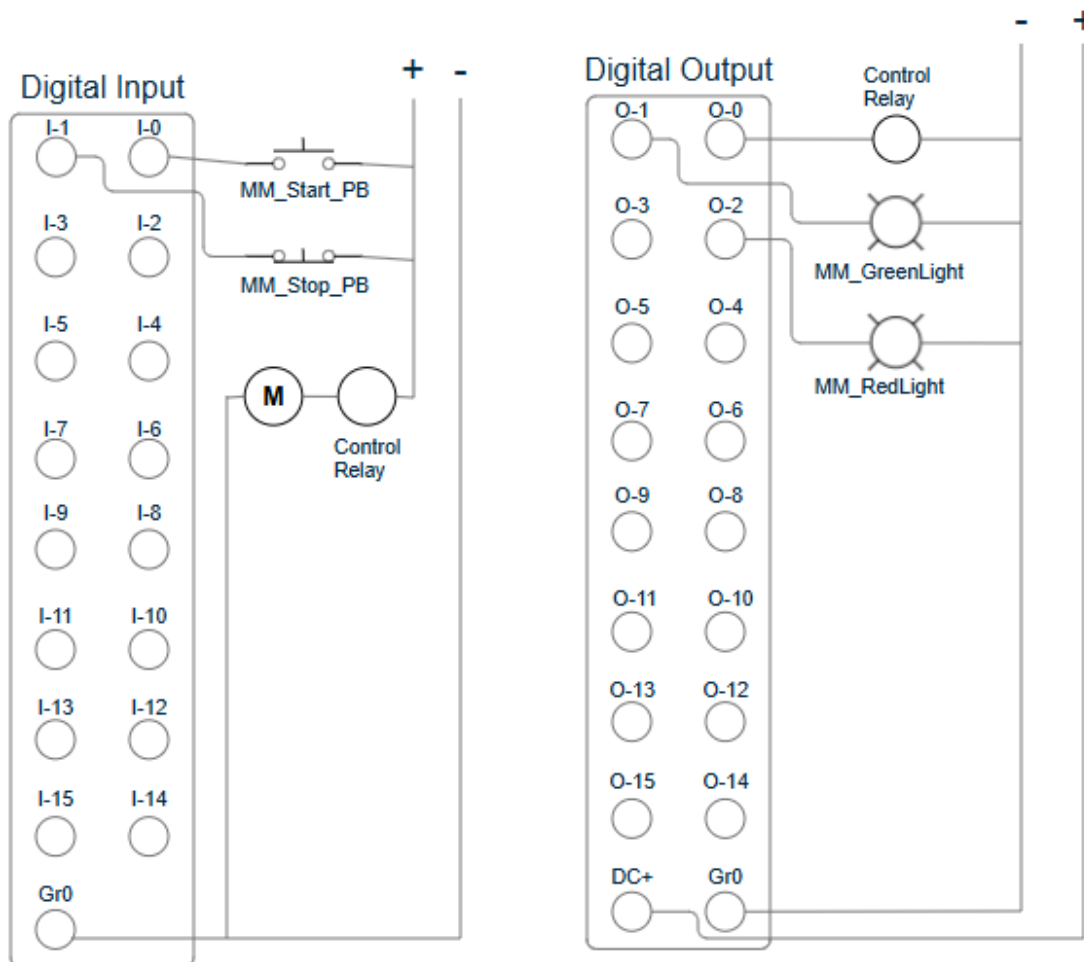 + -
Digital Input
I-1 I-0
MM_Start_PB
I-3 I-2
MM_Stop_PB
I-5 I-4
M
Control
Relay
I-7 I-6
I-9 I-8
I-11 I-10
I-13 I-12
I-15 I-14
Gr0
- +
Digital Output
Control
Relay
O-1 O-0
O-3 O-2
MM_GreenLight
O-5 O-4
MM_RedLight
O-7 O-6
O-9 O-8
O-11 O-10
O-13 O-12
O-15 O-14
DC+ Gr0